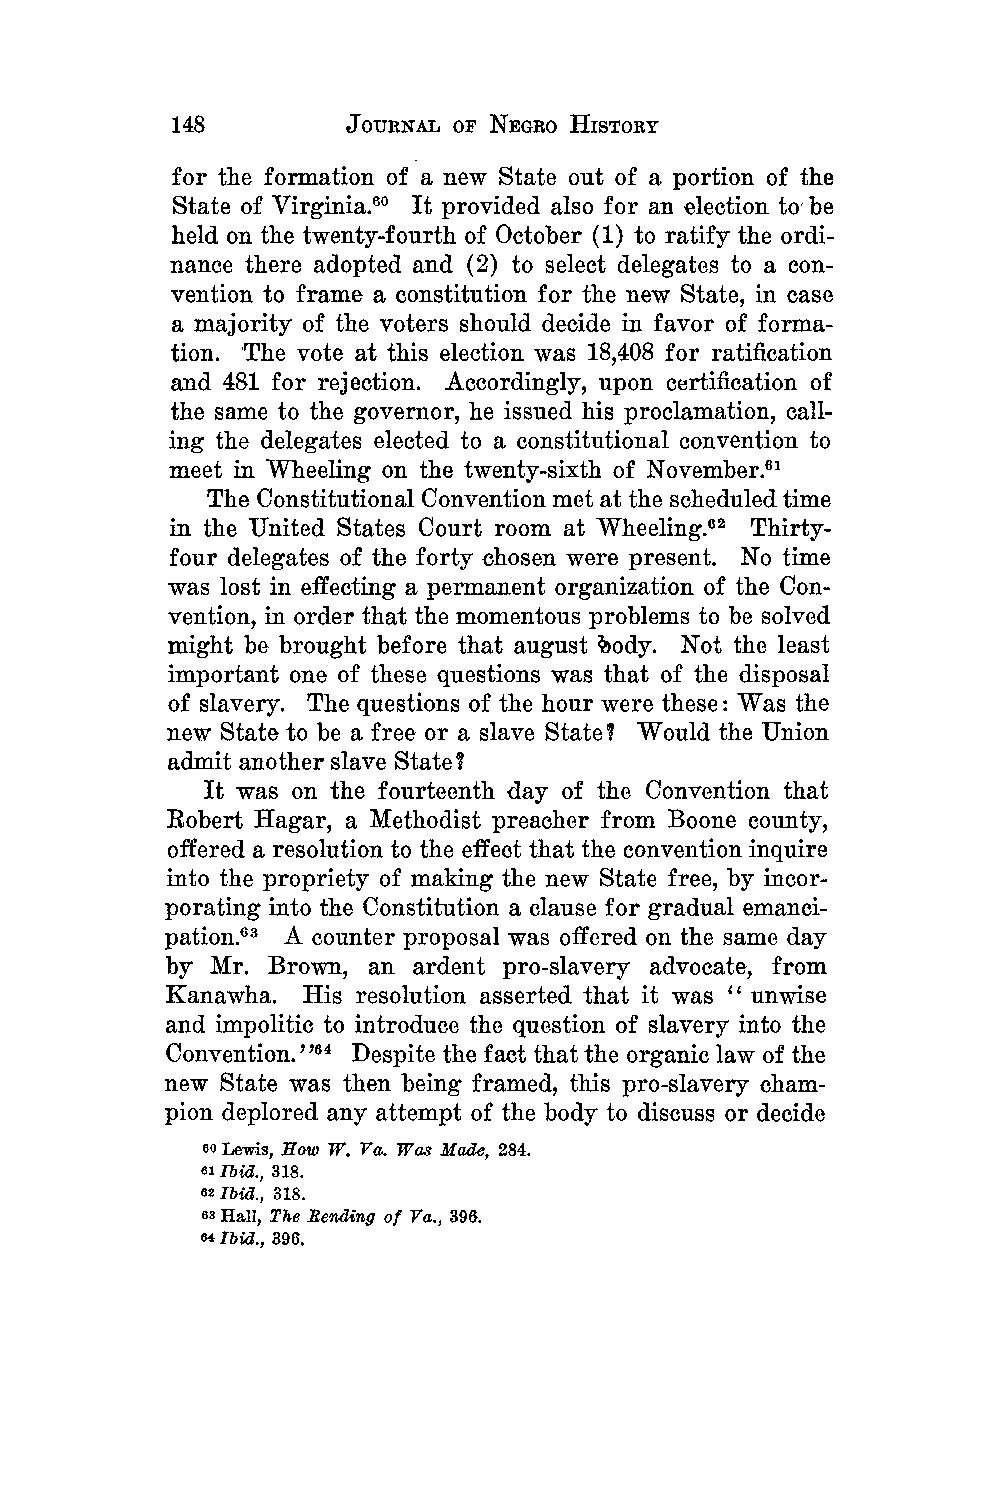 148 JOURNAL OF NEGRO HISTORY
for the formation of a new State out of a portion of the
State of Virginia.⁶⁰ It provided also for an election to be
held on the twenty-fourth of October (1) to ratify the ordi-
nance there adopted and (2) to select delegates to a con-
vention to frame a constitution for the new State, in case
a majority of the voters should decide in favor of forma-
tion. The vote at this election was 18,408 for ratification
and 481 for rejection. Accordingly, upon certification of
the same to the governor, he issued his proclamation, call-
ing the delegates elected to a constitutional convention to
meet in Wheeling on the twenty-sixth of November.⁶¹
The Constitutional Convention met at the scheduled time
in the United States Court room at Wheeling.⁶² Thirty-
four delegates of the forty chosen were present. No time
was lost in effecting a permanent organization of the Con-
vention, in order that the momentous problems to be solved
might be brought before that august body. Not the least
important one of these questions was that of the disposal
of slavery. The questions of the hour were these: Was the
new State to be a free or a slave State? Would the Union
admit another slave State?
It was on the fourteenth day of the Convention that
Robert Hagar, a Methodist preacher from Boone county,
offered a resolution to the effect that the convention inquire
into the propriety of making the new State free, by incor-
porating into the Constitution a clause for gradual emanci-
pation.⁶³ A counter proposal was offered on the same day
by Mr. Brown, an ardent pro-slavery advocate, from
Kanawha. His resolution asserted that it was " unwise
and impolitic to introduce the question of slavery into the
Convention."⁶⁴ Despite the fact that the organic law of the
new State was then being framed, this pro-slavery cham-
pion deplored any attempt of the body to discuss or decide
⁶⁰ Lewis, How W. Va. Was Made, 284.
⁶¹ Ibid., 318.
⁶² Ibid., 318.
⁶³ Hall, The Rending of Va., 396.
⁶⁴ Ibid., 396.